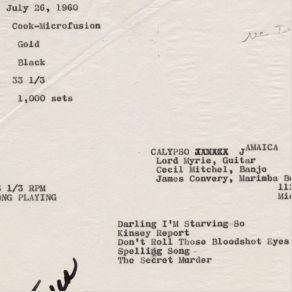 July 26, 1960
Cook-Microfusion
Gold
Black
33 1/3
1,000 sets
CALYPSO JAMAICA
Lord Myrie, Guitar
Cecil Mitchel, Banjo
James Convery, Marimba
1/3 RPM
PLAYING
Darling I'M Starving So
Kinsey Report
Don't Roll Those Bloodshot Eyes
Spelling Song
The Secret Murder